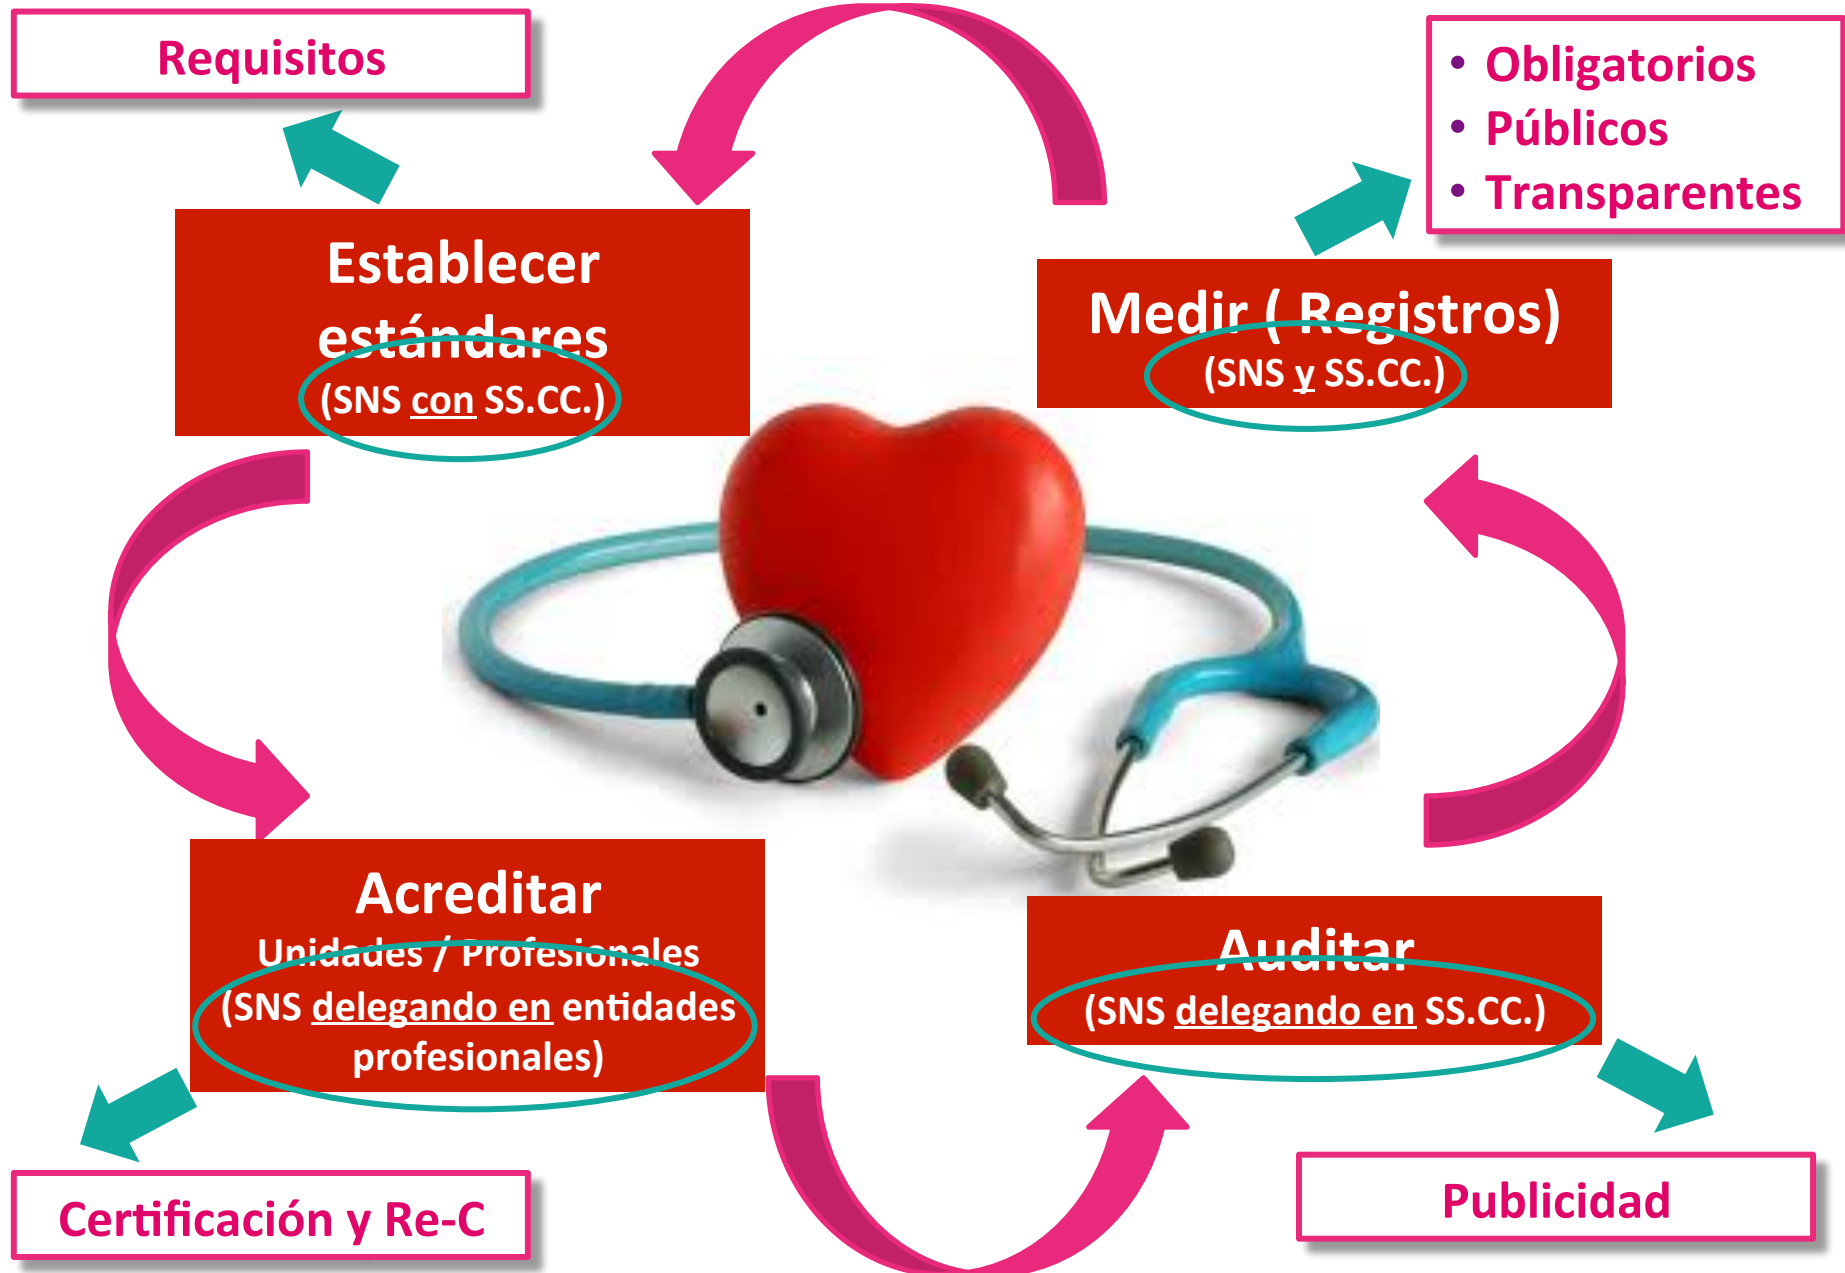 Requisitos
• Obligatorios
• Públicos
• Transparentes
Establecer
estándares
(SNS con SS.CC.)
Medir ( Registros)
(SNS y SS.CC.)
Acreditar
Unidades / Profesionales
(SNS delegando en entidades
profesionales)
Auditar
(SNS delegando en SS.CC.)
Certificación y Re-C
Publicidad